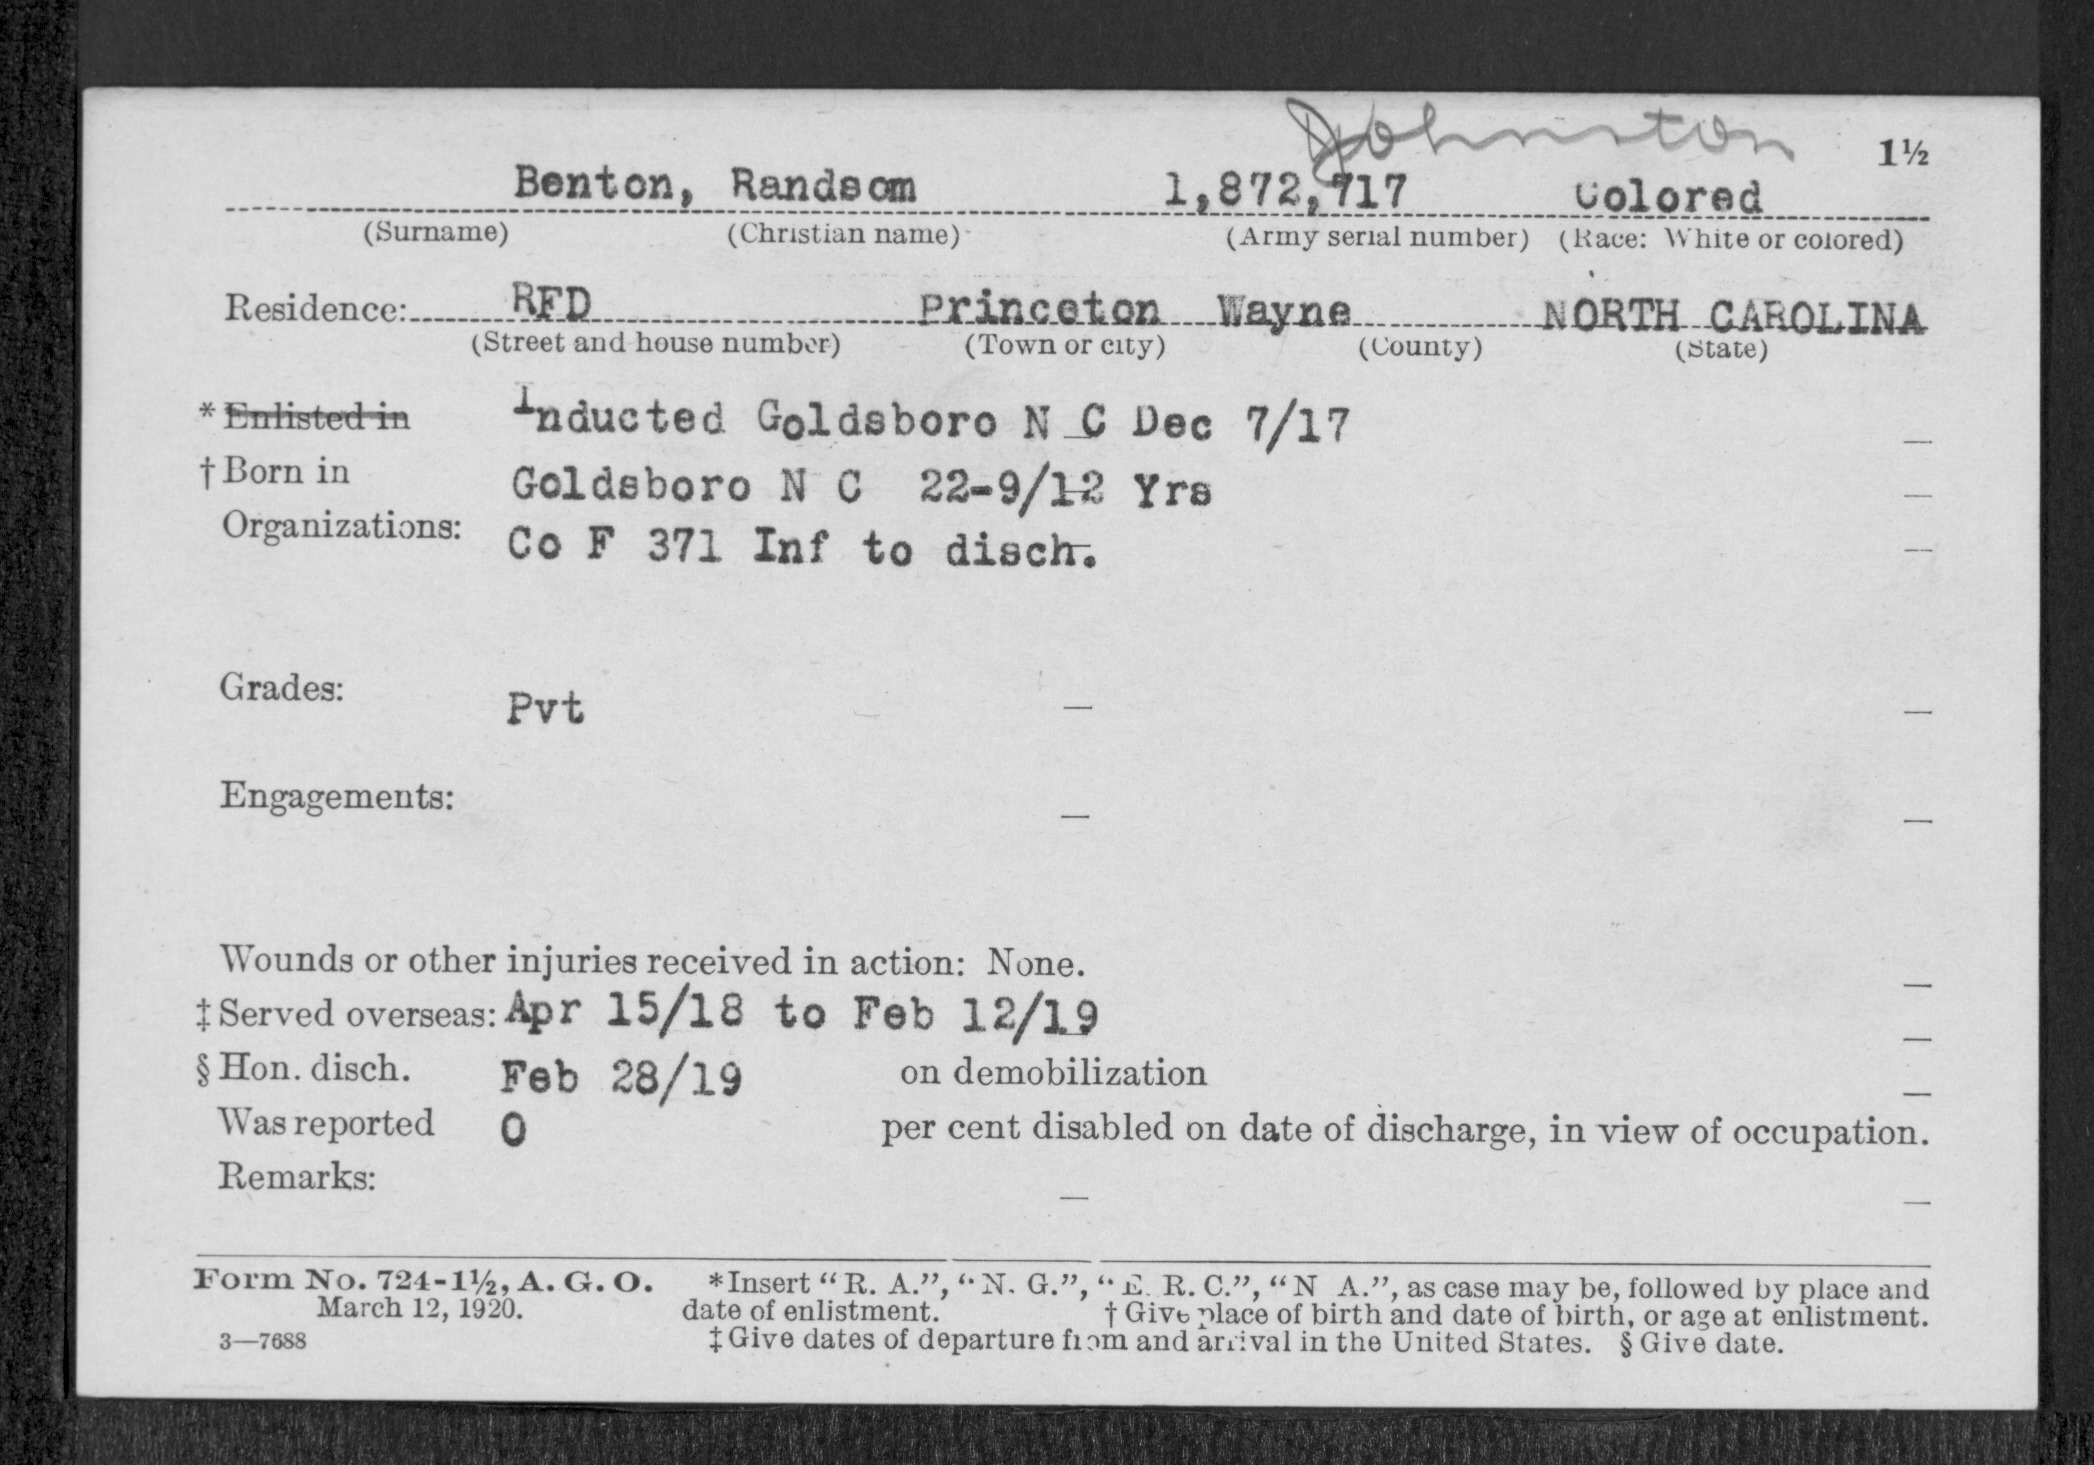 Johnston
1½
Benton, Randsom 1,872,717 Colored
(Surname) (Christian name) (Army serial number) (Race: White or colored)
Residence: RFD Princeton Wayne NORTH CAROLINA
(Street and house number) (Town or city) (County) (State)
* Enlisted in Inducted Goldsboro N C Dec 7/17
† Born in Goldsboro N C 22-9/12 Yrs
Organizations: Co F 371 Inf to disch.
Grades: Pvt
Engagements:
Wounds or other injuries received in action: None.
‡ Served overseas: Apr 15/18 to Feb 12/19
§ Hon. disch. Feb 28/19 on demobilization
Was reported 0 per cent disabled on date of discharge, in view of occupation.
Remarks:
Form No. 724-1½, A. G. O. *Insert “R. A.”, “N. G.”, “E. R. C.”, “N A.”, as case may be, followed by place and
March 12, 1920. date of enlistment. † Give place of birth and date of birth, or age at enlistment.
3—7688 ‡ Give dates of departure from and arrival in the United States. § Give date.